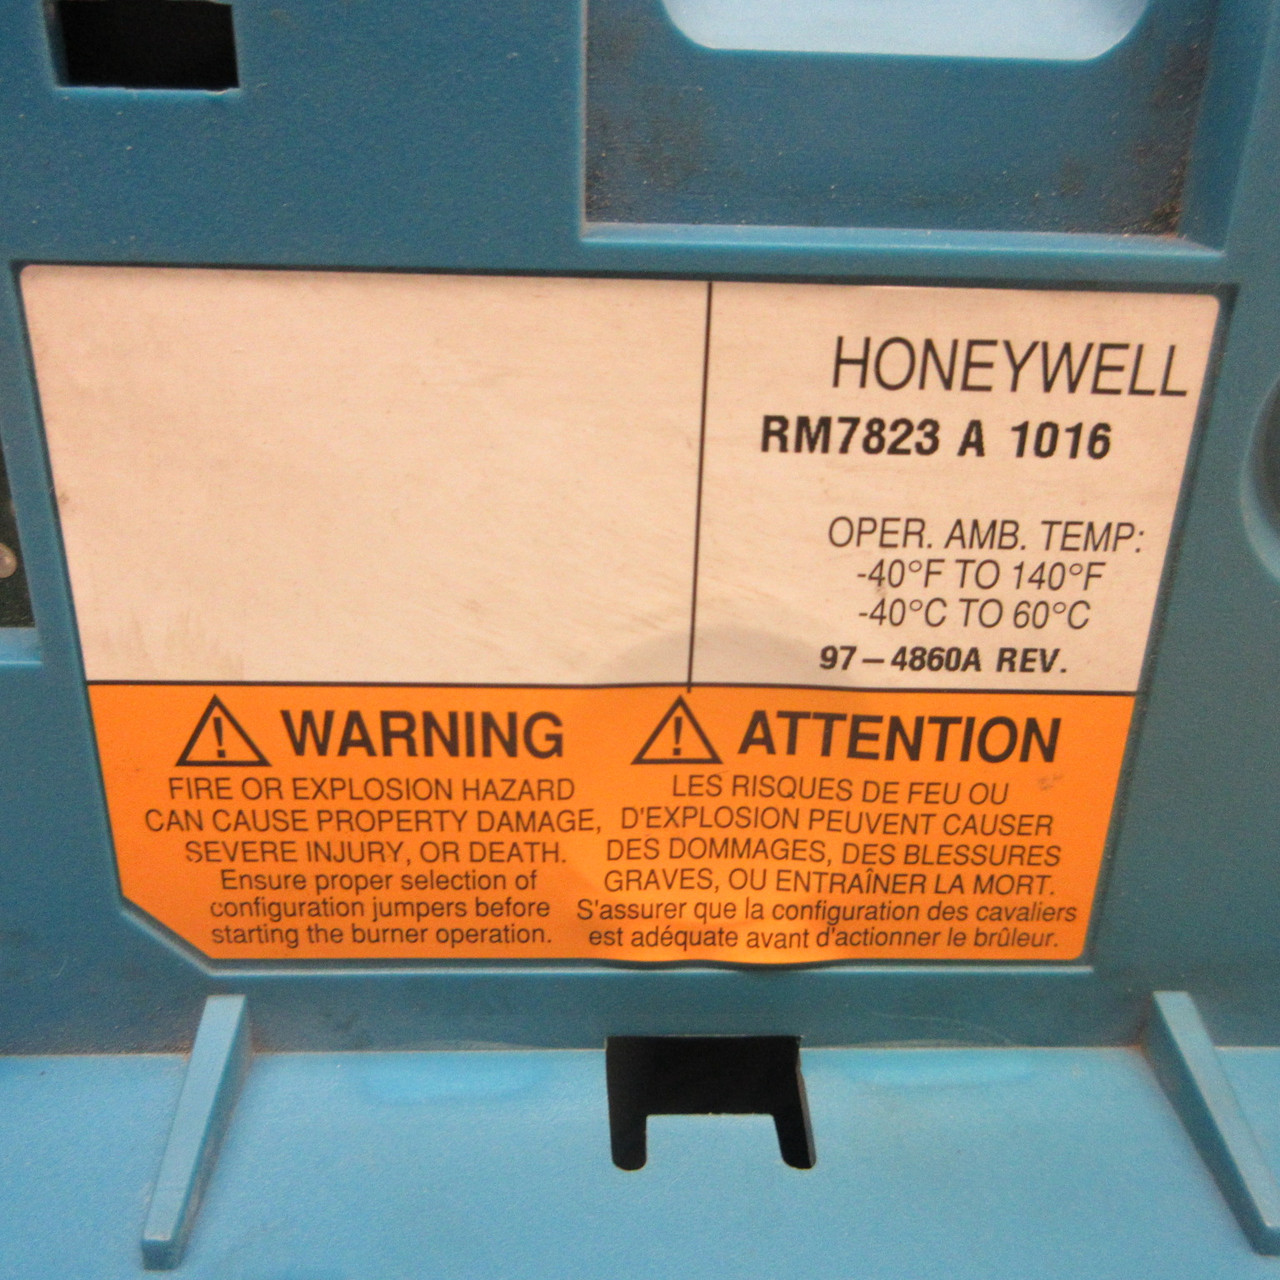 HONEYWELL
RM7823 A 1016
OPER. AMB. TEMP:
-40°F TO 140°F
-40°C TO 60°C
97-4860A REV.
WARNING
FIRE OR EXPLOSION HAZARD
CAN CAUSE PROPERTY DAMAGE,
SEVERE INJURY, OR DEATH.
Ensure proper selection of
configuration jumpers before
starting the burner operation.
ATTENTION
LES RISQUES DE FEU OU
D'EXPLOSION PEUVENT CAUSER
DES DOMMAGES, DES BLESSURES
GRAVES, OU ENTRAÎNER LA MORT.
S'assurer que la configuration des cavaliers
est adéquate avant d'actionner le brûleur.